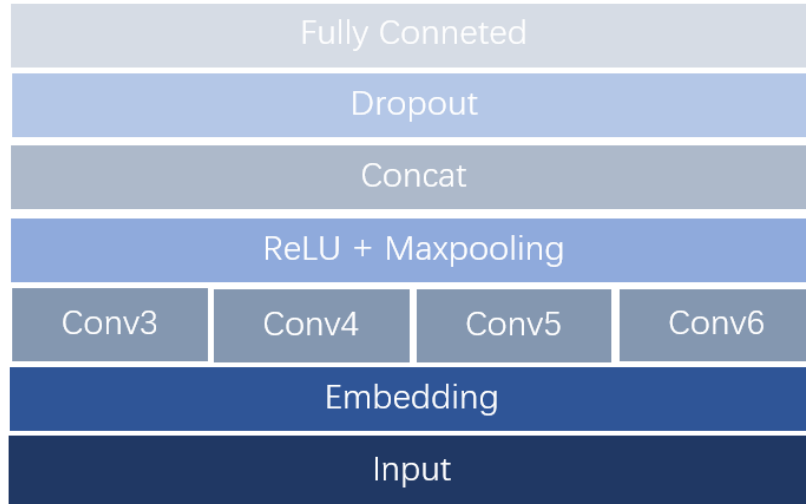 Fully Conneted
Dropout
Concat
ReLU + Maxpooling
Conv3 Conv4 Conv5 Conv6
Embedding
Input